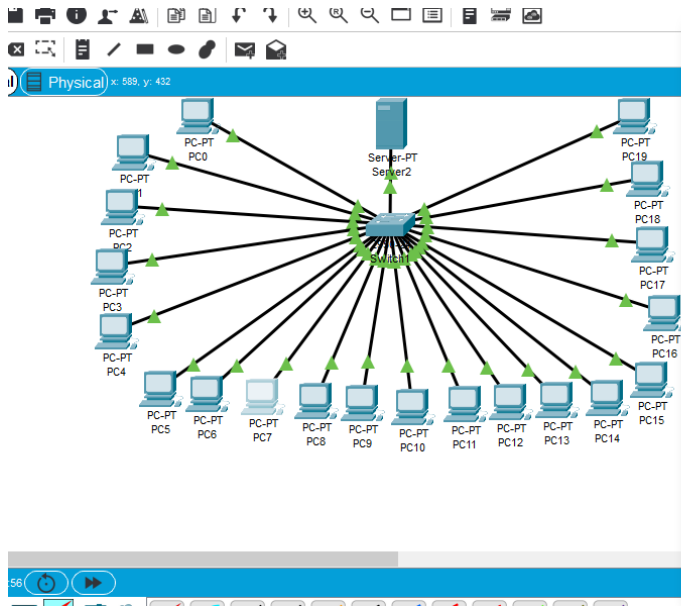 Physical x: 589, y: 432
PC-PT
PC0
Server-PT
Server2
PC-PT
PC19
PC-PT
1
PC-PT
PC18
PC-PT
PC2
Switch1
PC-PT
PC17
PC-PT
PC3
PC-PT
PC16
PC-PT
PC4
PC-PT
PC5
PC-PT
PC6
PC-PT
PC7
PC-PT
PC8
PC-PT
PC9
PC-PT
PC10
PC-PT
PC11
PC-PT
PC12
PC-PT
PC13
PC-PT
PC14
PC-PT
PC15
:56